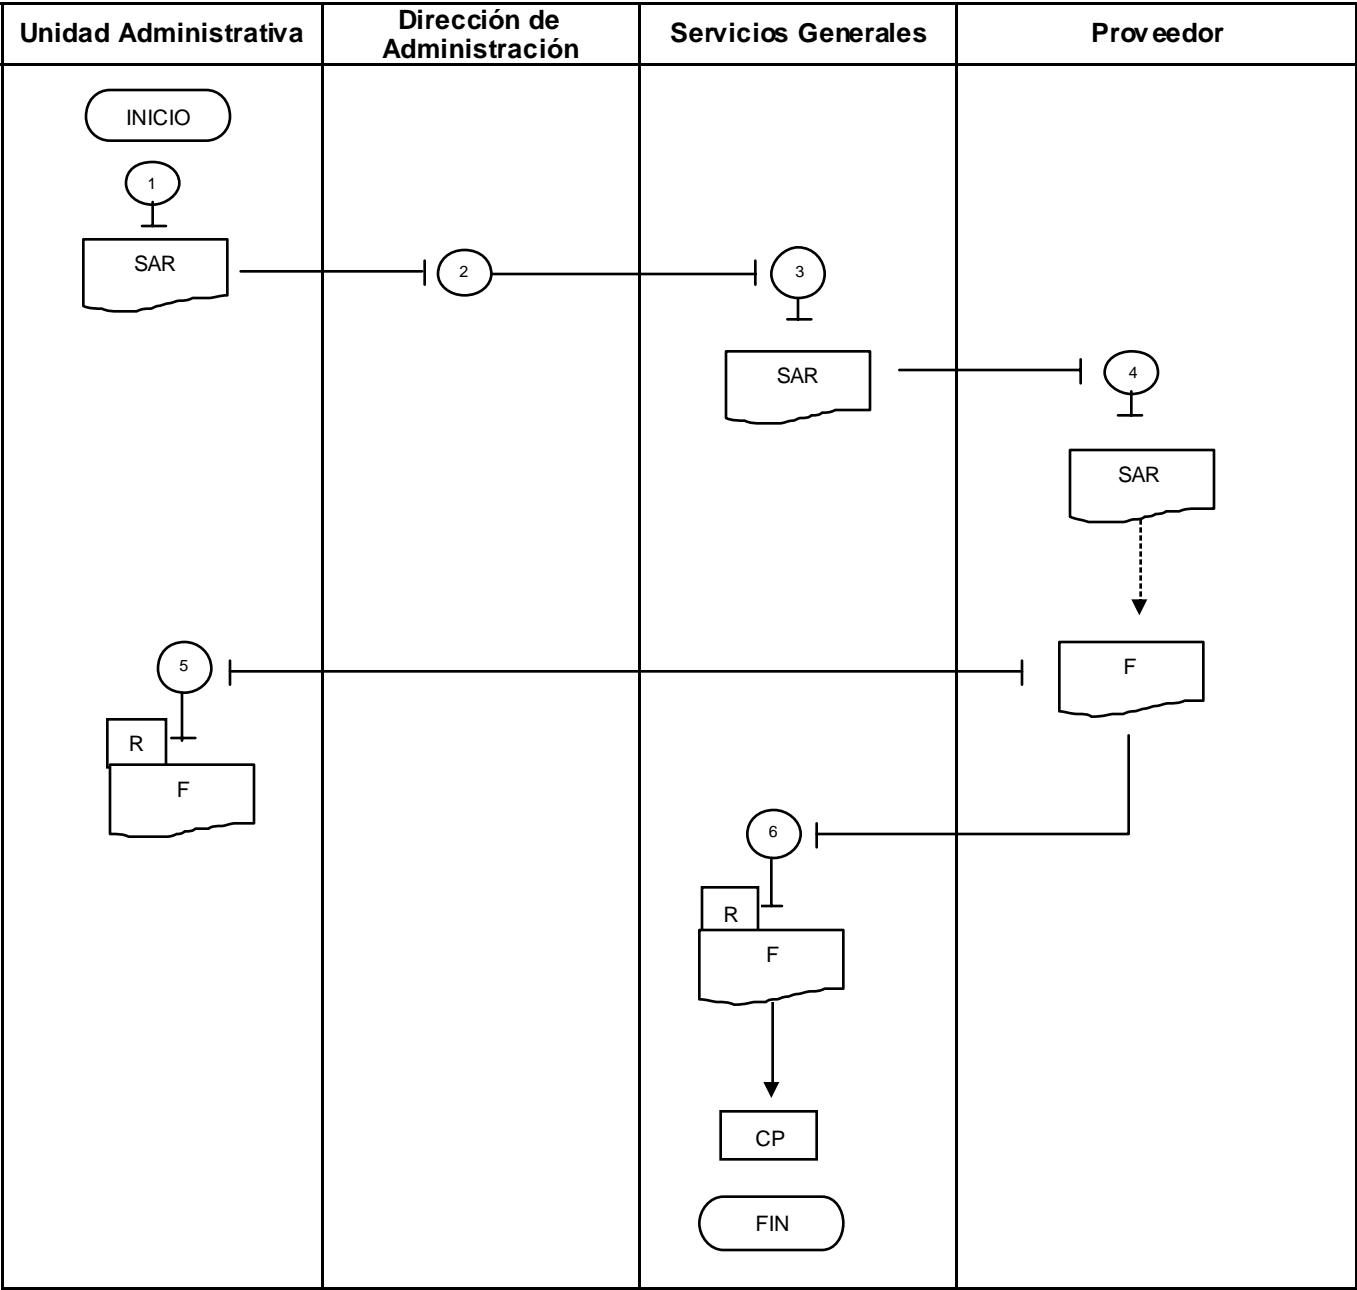 Unidad Administrativa
Dirección de
Administración
Servicios Generales
Proveedor
INICIO
1
SAR
2
3
SAR
4
SAR
5
F
R
F
6
R
F
CP
FIN